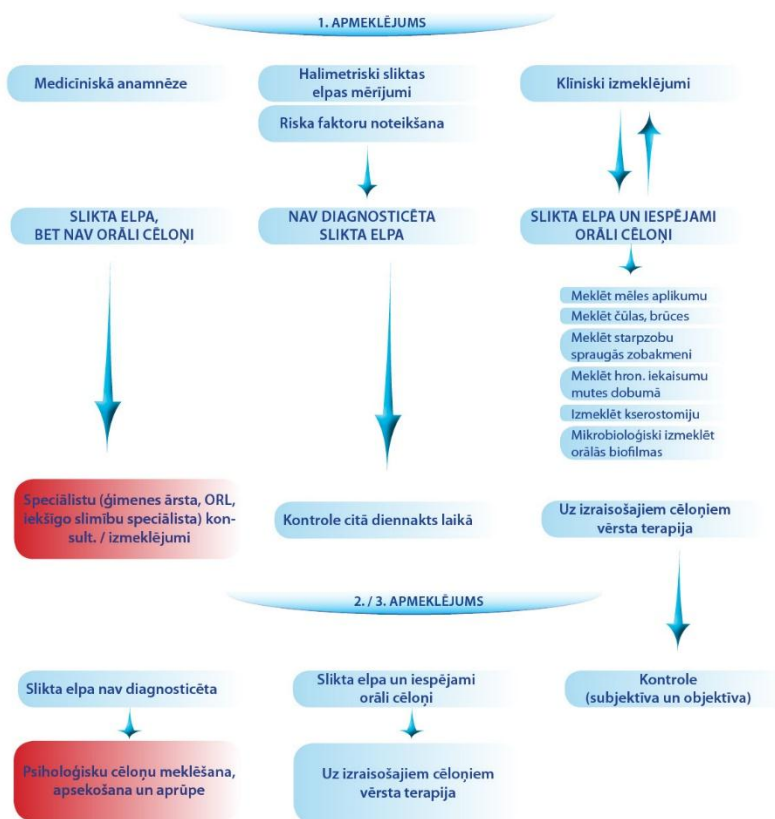 1. APMEKLĒJUMS
Medicīniskā anamnēze
Halimetriski sliktas
elpas mērījumi
Riska faktoru noteikšana
Klīniski izmeklējumi
SLIKTA ELPA,
BET NAV ORĀLI CĒLOŅI
NAV DIAGNOSTICĒTA
SLIKTA ELPA
SLIKTA ELPA UN IESPĒJAMI
ORĀLI CĒLOŅI
Meklēt mēles aplikumu
Meklēt čūlas, brūces
Meklēt starpzobu
spraugās zobakmeni
Meklēt hron. iekaisumu
mutes dobumā
Izmeklēt kserostomiju
Mikrobioloģiski izmeklēt
orālās biofilmas
Speciālistu (ģimenes ārsta, ORL,
iekšīgo slimību speciālista) kon-
sult. / izmeklējumi
Kontrole citā diennakts laikā
Uz izraisošajiem cēloņiem
vērsta terapija
2. / 3. APMEKLĒJUMS
Slikta elpa nav diagnosticēta
Slikta elpa un iespējami
orāli cēloņi
Kontrole
(subjektīva un objektīva)
Psiholoģisku cēloņu meklēšana,
apsekošana un aprūpe
Uz izraisošajiem cēloņiem
vērsta terapija